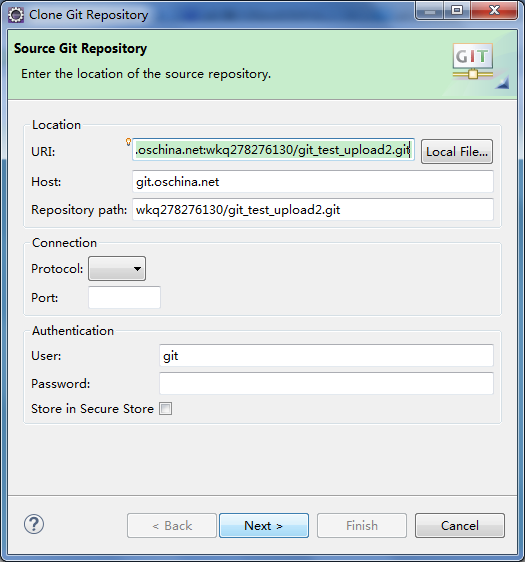 Clone Git Repository
Source Git Repository
Enter the location of the source repository.
GIT
Location
URI: .oschina.net:wkq278276130/git_test_upload2.git Local File...
Host: git.oschina.net
Repository path: wkq278276130/git_test_upload2.git
Connection
Protocol:
Port:
Authentication
User: git
Password:
Store in Secure Store
? < Back Next > Finish Cancel